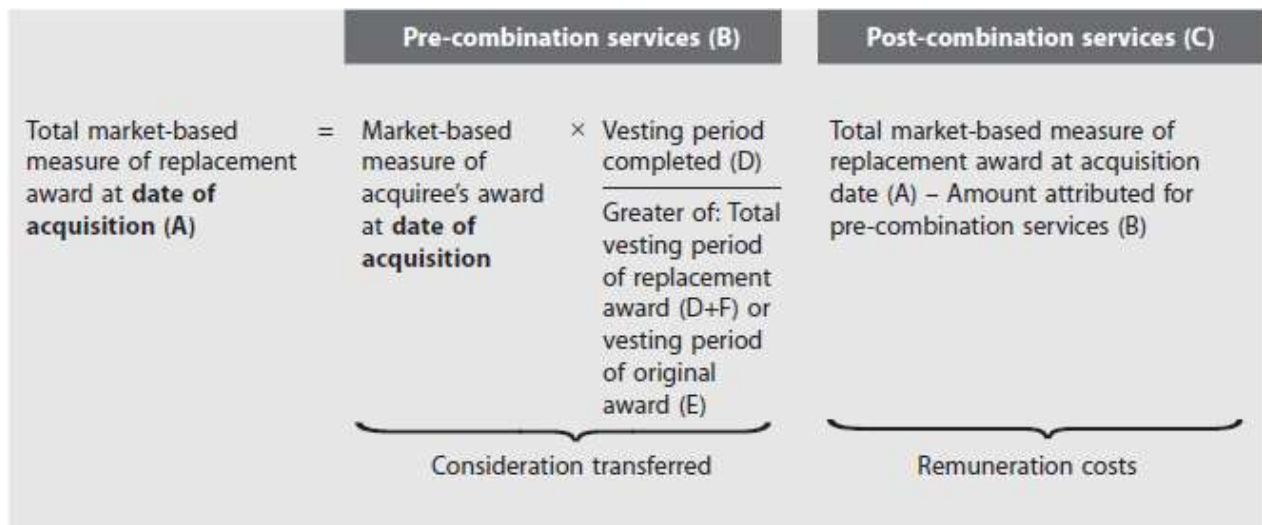 Pre-combination services (B)
Post-combination services (C)
Total market-based
measure of replacement
award at date of
acquisition (A)
=
Market-based
measure of
acquiree's award
at date of
acquisition
×
Vesting period
completed (D)
Greater of: Total
vesting period
of replacement
award (D+F) or
vesting period
of original
award (E)
Total market-based measure of
replacement award at acquisition
date (A) – Amount attributed for
pre-combination services (B)
Consideration transferred
Remuneration costs